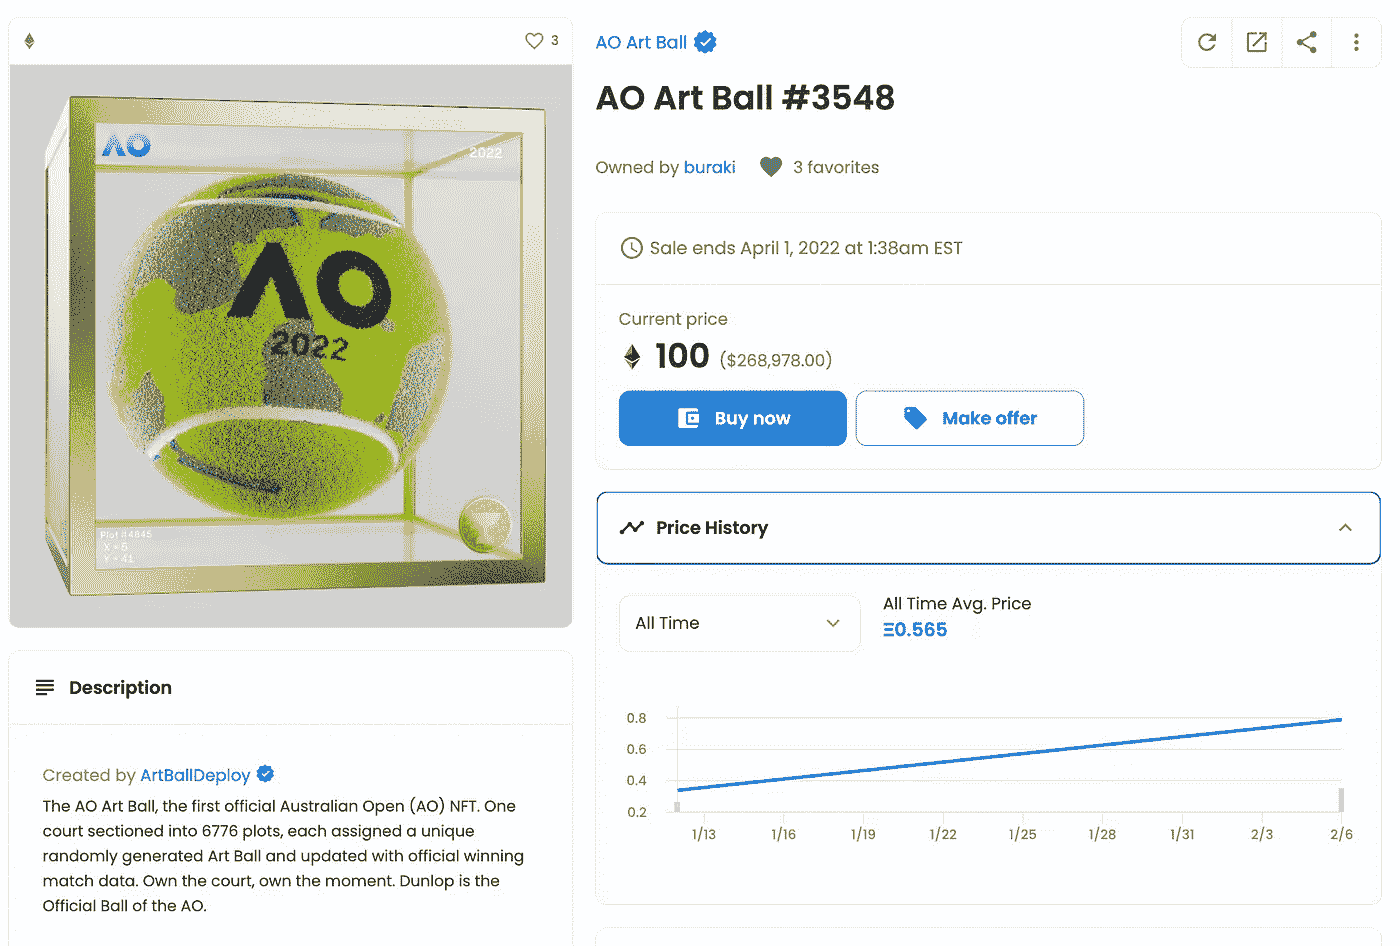 3
AO
2022
AO
2022
Plot #4845
X = 6
Y = 41
Description
Created by ArtBallDeploy
The AO Art Ball, the first official Australian Open (AO) NFT. One
court sectioned into 6776 plots, each assigned a unique
randomly generated Art Ball and updated with official winning
match data. Own the court, own the moment. Dunlop is the
Official Ball of the AO.
AO Art Ball
AO Art Ball #3548
Owned by buraki 3 favorites
Sale ends April 1, 2022 at 1:38am EST
Current price
100 ($268,978.00)
Buy now Make offer
Price History
All Time
All Time Avg. Price
Ξ0.565
0.8
0.6
0.4
0.2
1/13 1/16 1/19 1/22 1/25 1/28 1/31 2/3 2/6